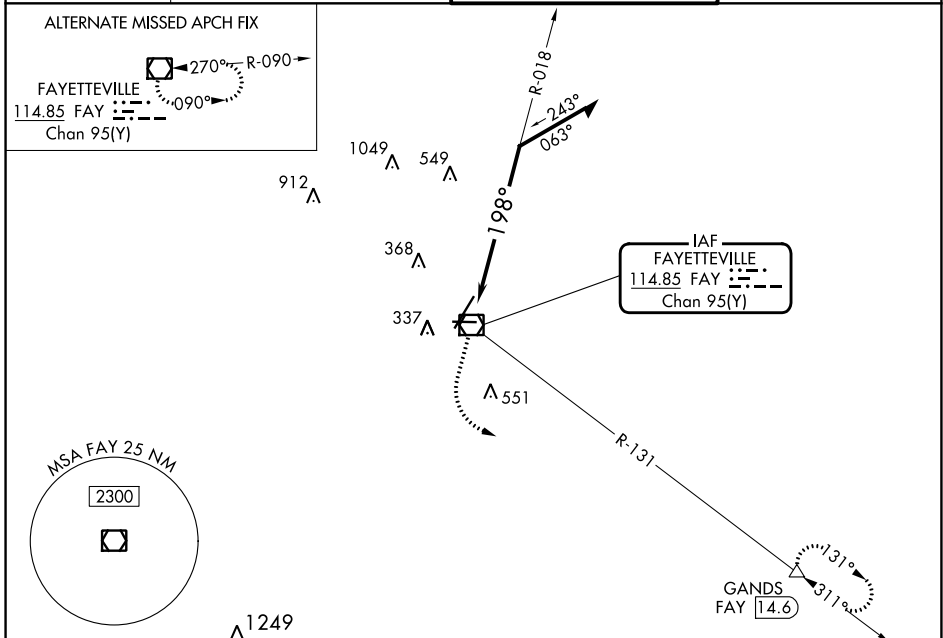 ALTERNATE MISSED APCH FIX
270° R-090
FAYETTEVILLE
090°
114.85 FAY
Chan 95(Y)
R-018
243°
063°
1049
549
912
198°
368
IAF
FAYETTEVILLE
114.85 FAY
Chan 95(Y)
337
551
R-131
MSA FAY 25 NM
2300
131°
311°
GANDS
FAY 14.6
1249